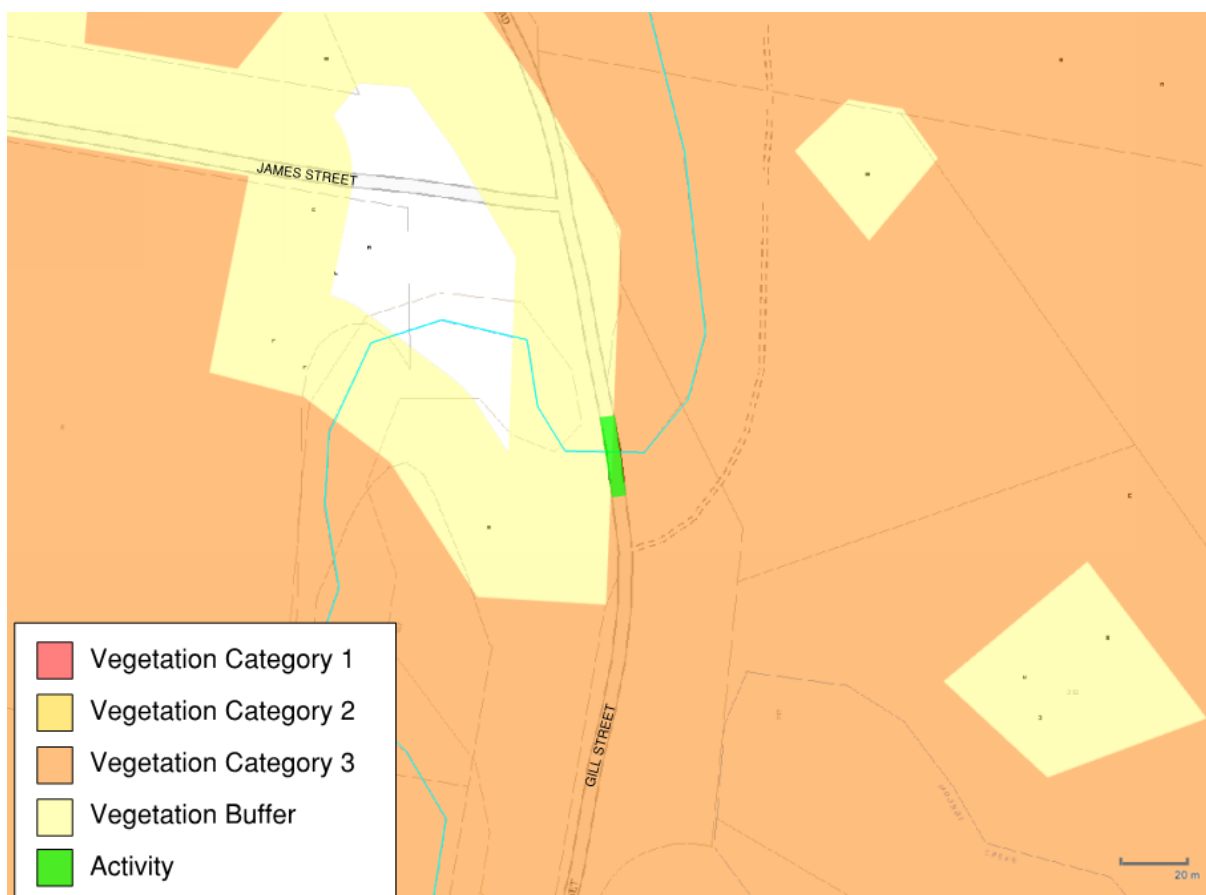 JAMES STREET
GILL STREET
Vegetation Category 1
Vegetation Category 2
Vegetation Category 3
Vegetation Buffer
Activity
20 m